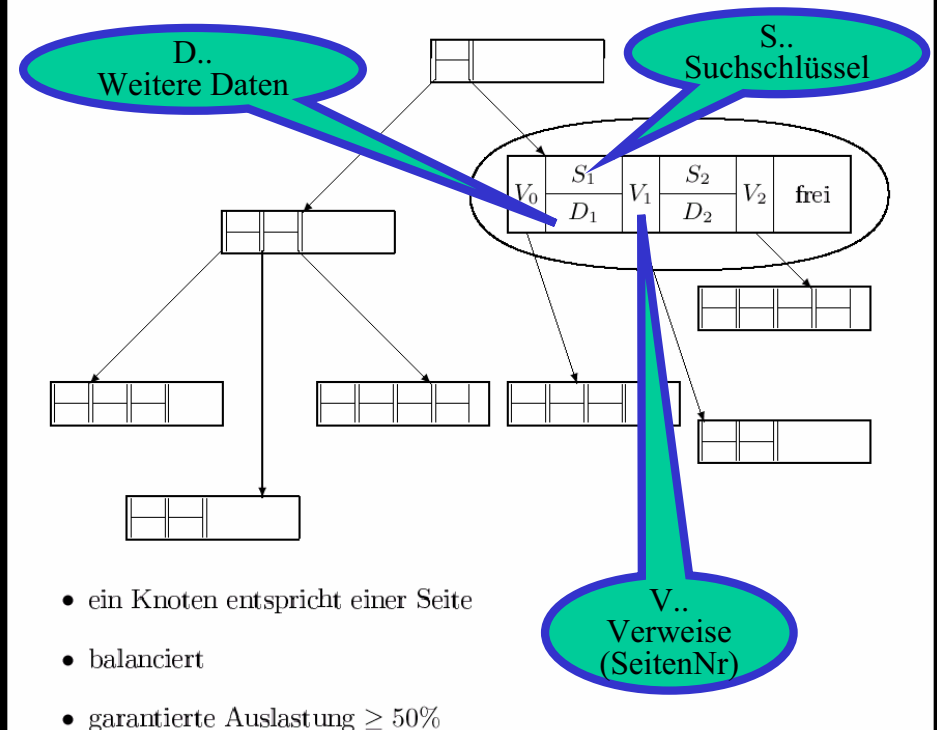 D..
Weitere Daten
S..
Suchschlüssel
V₀
S₁
D₁
V₁
S₂
D₂
V₂
frei
V..
Verweise
(SeitenNr)
• ein Knoten entspricht einer Seite
• balanciert
• garantierte Auslastung ≥ 50%